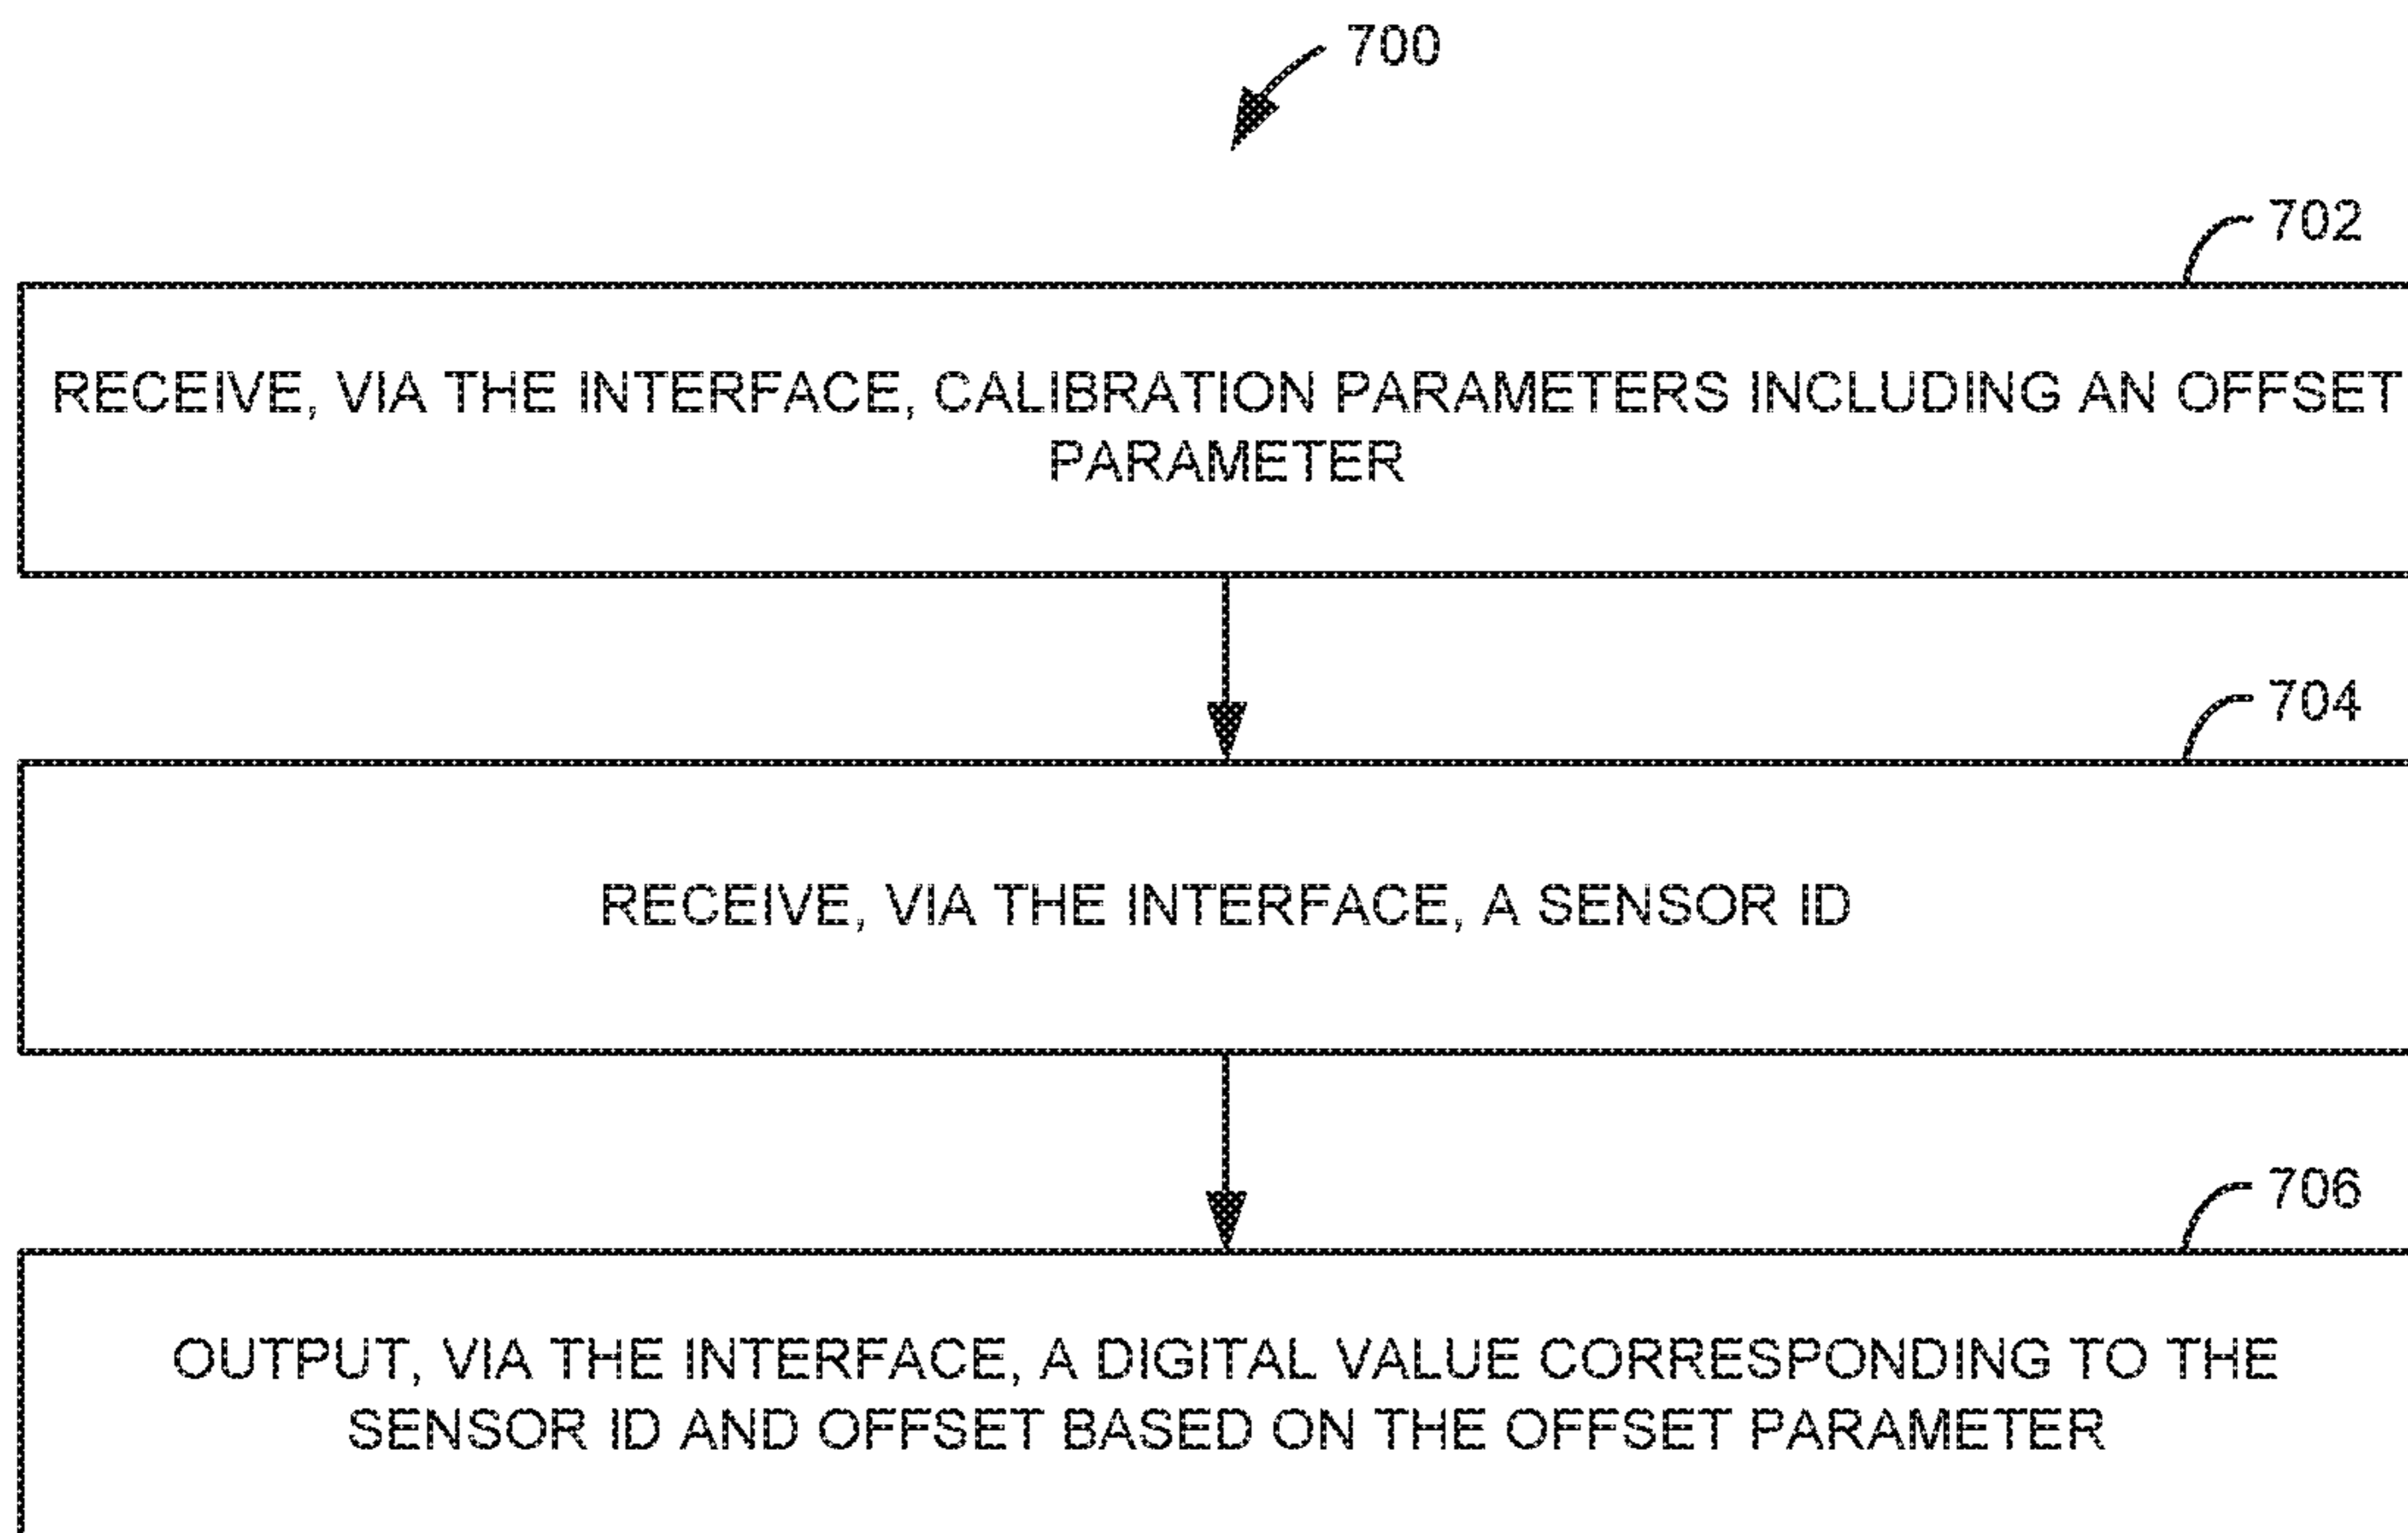 700
702
RECEIVE, VIA THE INTERFACE, CALIBRATION PARAMETERS INCLUDING AN OFFSET
PARAMETER
704
RECEIVE, VIA THE INTERFACE, A SENSOR ID
706
OUTPUT, VIA THE INTERFACE, A DIGITAL VALUE CORRESPONDING TO THE
SENSOR ID AND OFFSET BASED ON THE OFFSET PARAMETER